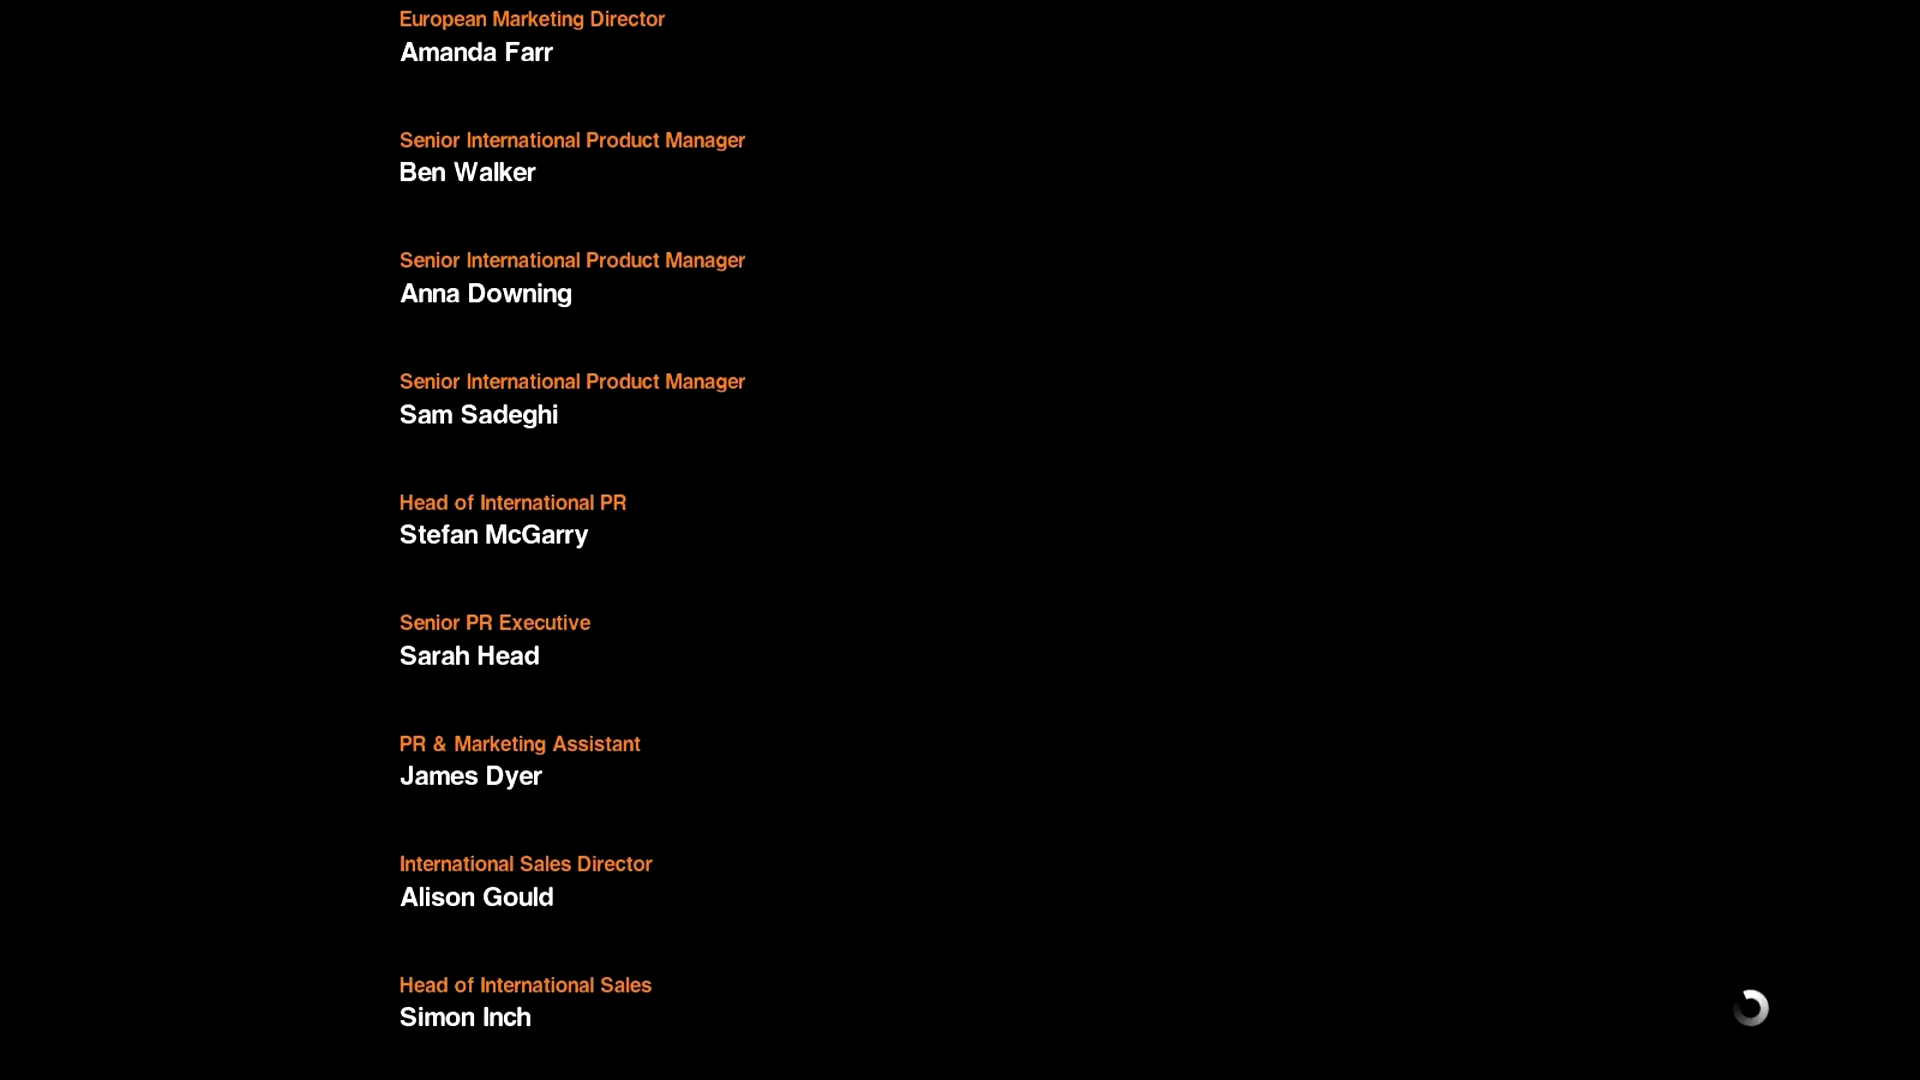 European Marketing Director
Amanda Farr
Senior International Product Manager
Ben Walker
Senior International Product Manager
Anna Downing
Senior International Product Manager
Sam Sadeghi
Head of International PR
Stefan McGarry
Senior PR Executive
Sarah Head
PR & Marketing Assistant
James Dyer
International Sales Director
Alison Gould
Head of International Sales
Simon Inch